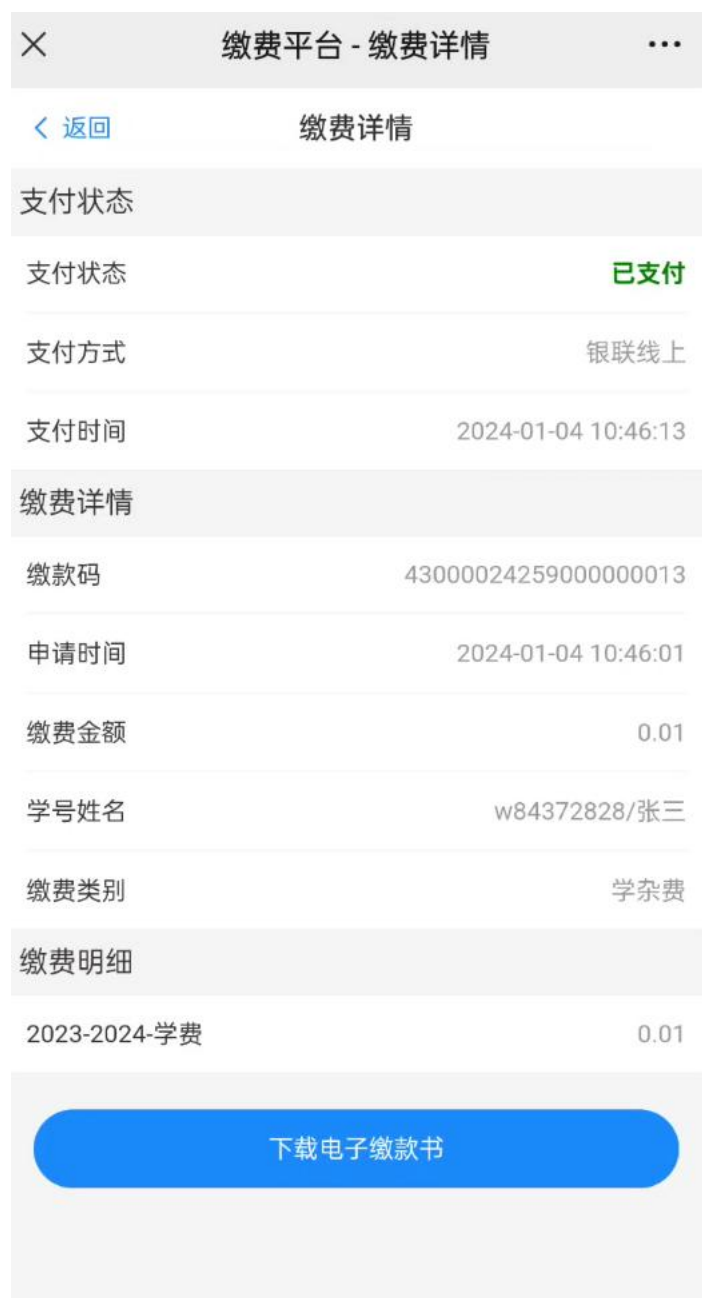 缴费平台 - 缴费详情
返回 缴费详情
支付状态
支付状态 已支付
支付方式 银联线上
支付时间 2024-01-04 10:46:13
缴费详情
缴款码 43000024259000000013
申请时间 2024-01-04 10:46:01
缴费金额 0.01
学号姓名 w84372828/张三
缴费类别 学杂费
缴费明细
2023-2024-学费 0.01
下载电子缴款书